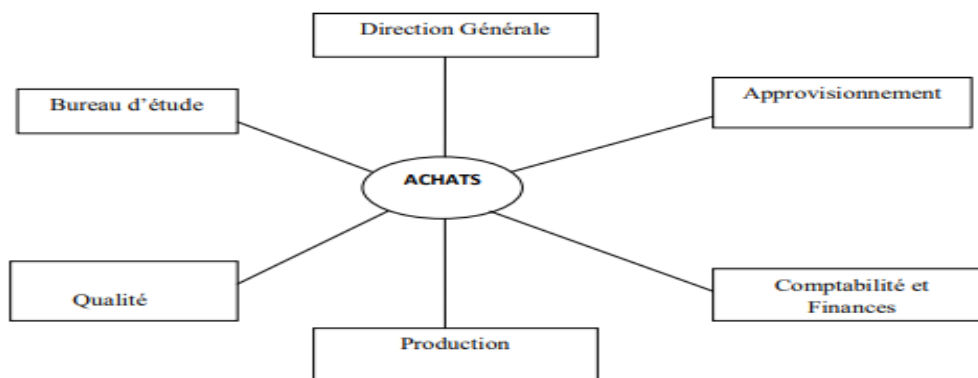 Direction Générale
Bureau d’étude
Approvisionnement
ACHATS
Qualité
Comptabilité et
Finances
Production